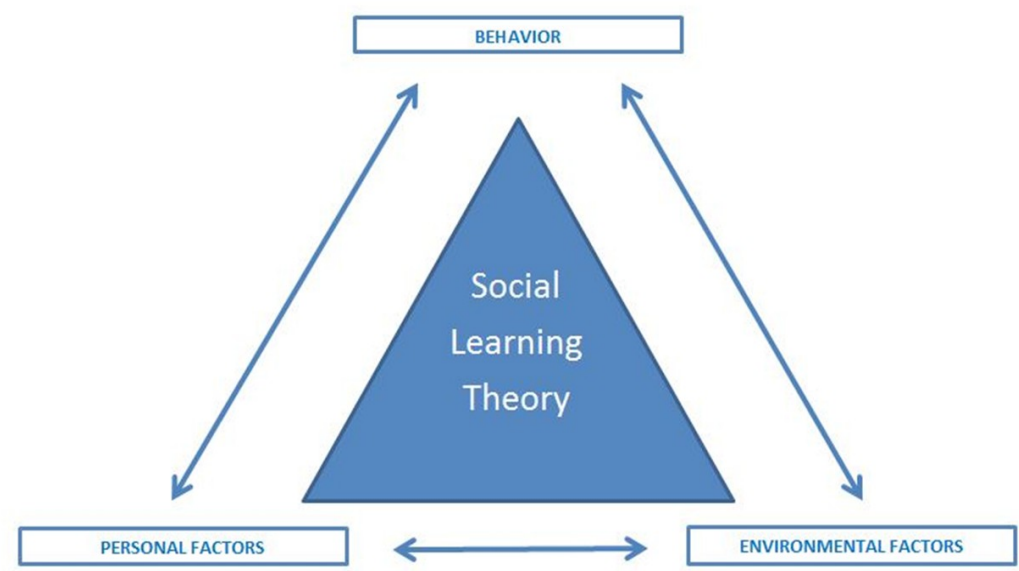 BEHAVIOR
Social
Learning
Theory
PERSONAL FACTORS
ENVIRONMENTAL FACTORS